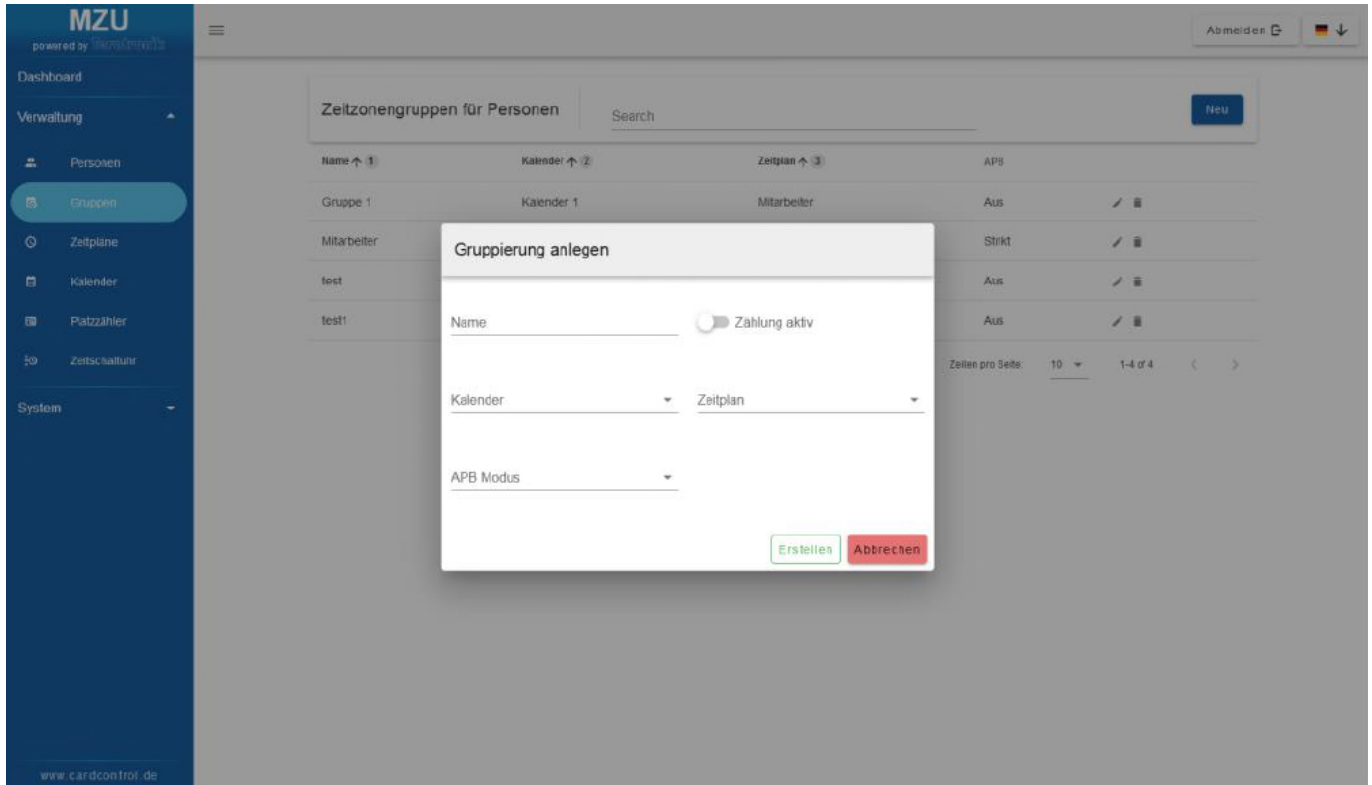 MZU
powered by
Abmelden
Dashboard
Verwaltung
Personen
Gruppen
Zeitpläne
Kalender
Platzzähler
Zeitschaltuhr
System
www.cardcontrol.de
Zeitzonengruppen für Personen
Search
Neu
Name 1 Kalender 2 Zeitplan 3 APB
Gruppe 1 Kalender 1 Mitarbeiter Aus
Mitarbeiter Strikt
test Aus
test1 Aus
Zeilen pro Seite: 10 1-4 of 4
Gruppierung anlegen
Name Zählung aktiv
Kalender Zeitplan
APB Modus
Erstellen Abbrechen